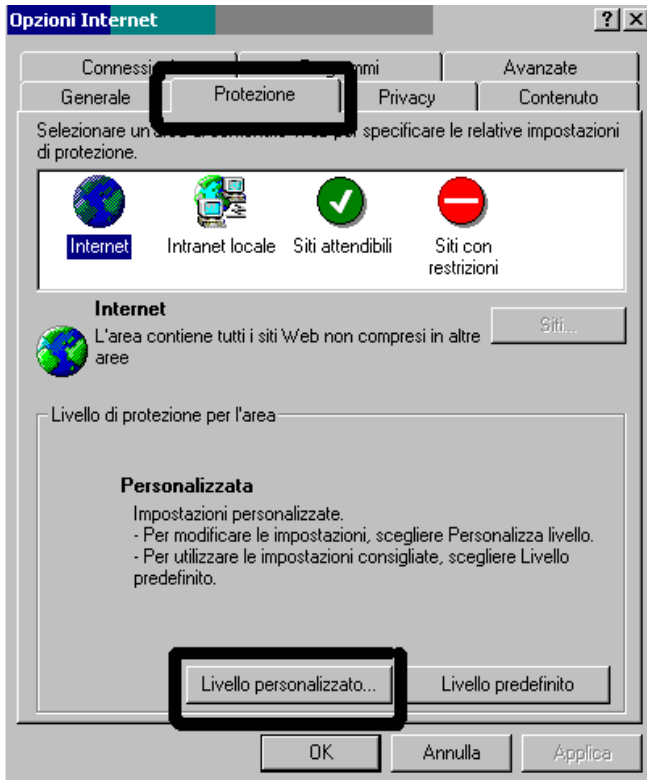 Opzioni Internet
Generale Protezione Privacy Contenuto
Avanzate
Selezionare per specificare le relative impostazioni
di protezione.
Internet Intranet locale Siti attendibili Siti con
restrizioni
Internet
L'area contiene tutti i siti Web non compresi in altre
aree
Siti...
Livello di protezione per l'area
Personalizzata
Impostazioni personalizzate.
- Per modificare le impostazioni, scegliere Personalizza livello.
- Per utilizzare le impostazioni consigliate, scegliere Livello
predefinito.
Livello personalizzato... Livello predefinito
OK Annulla Applica